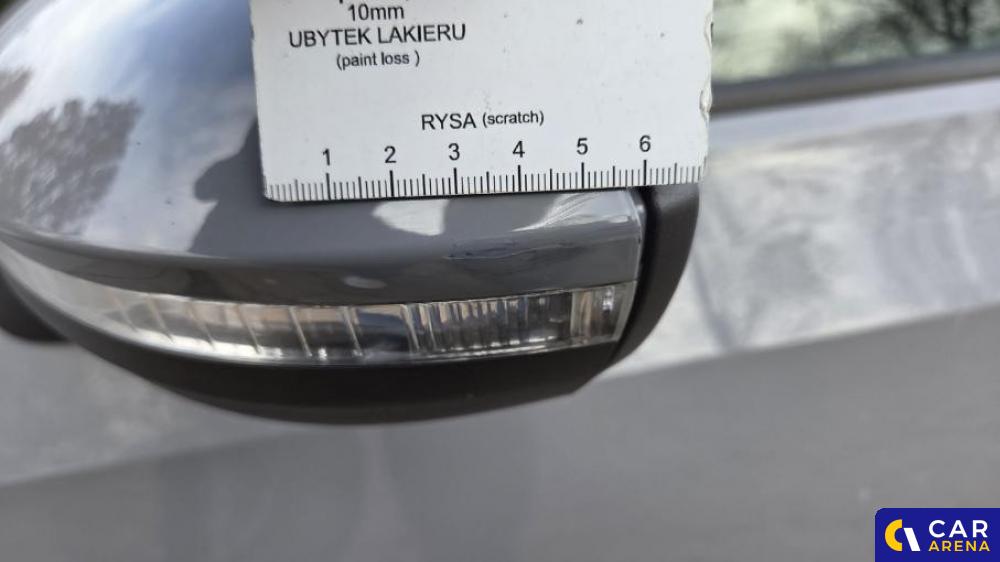 10mm
UBYTEK LAKIERU
(paint loss )
RYSA (scratch)
1 2 3 4 5 6
CAR
ARENA